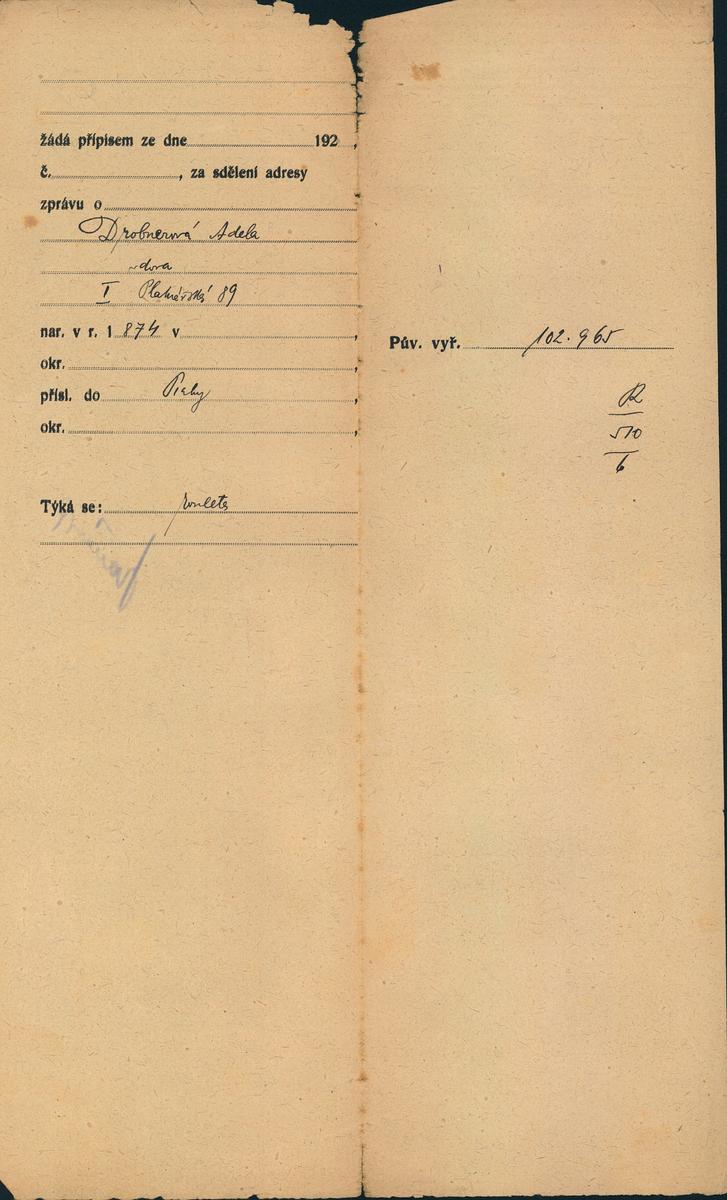 žádá přípisem ze dne 192 ,
č. , za sdělení adresy
zprávu o
Drobnerová Adela
vdova
I Platnéřská 89
nar. v r. 1874 v ,
okr. ,
přísl. do Prahy ,
okr. ,
Týká se:
Pův. vyř. 102.965
R
510
6